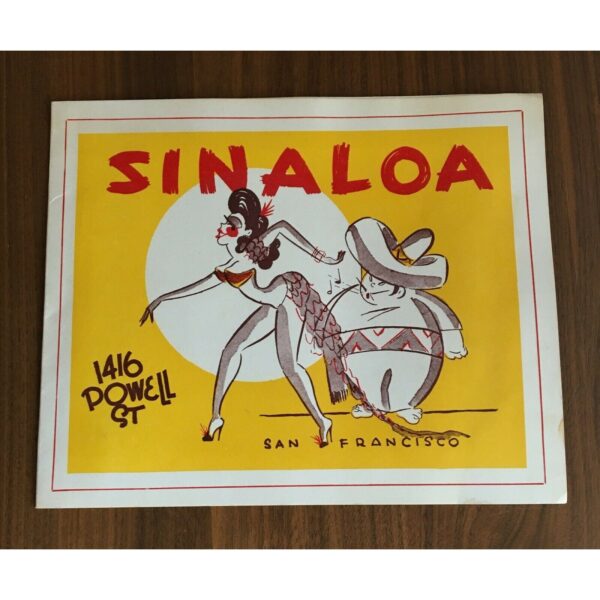 SINALOA
1416
POWELL
ST
SAN FRANCISCO